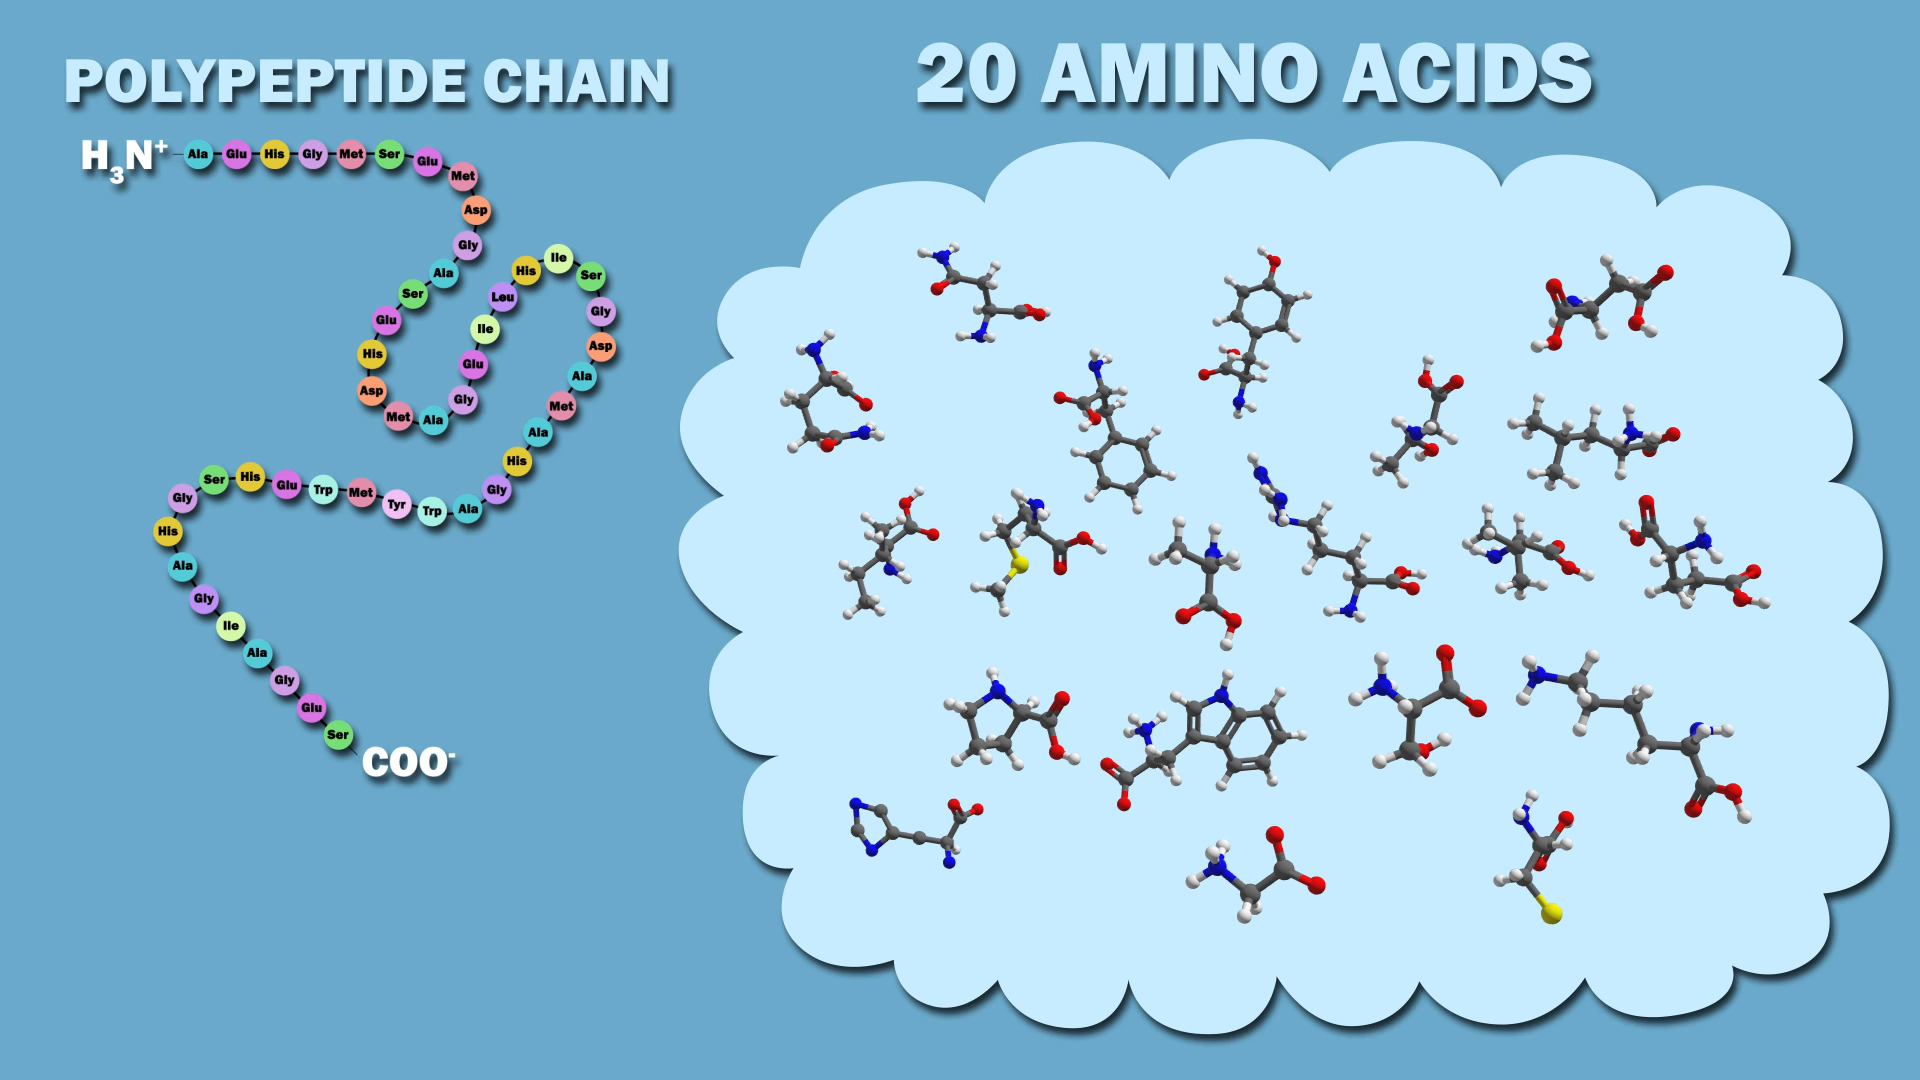 POLYPEPTIDE CHAIN
20 AMINO ACIDS
H3N+
Ala
Glu
His
Gly
Met
Ser
Glu
Met
Asp
Gly
Ala
Ser
Glu
His
Asp
Met
Ala
Gly
Glu
Ile
Leu
His
Ile
Ser
Gly
Asp
Ala
Met
Ala
His
Gly
Ala
Trp
Tyr
Met
Trp
Glu
His
Ser
Gly
His
Ala
Gly
Ile
Ala
Gly
Glu
Ser
COO-